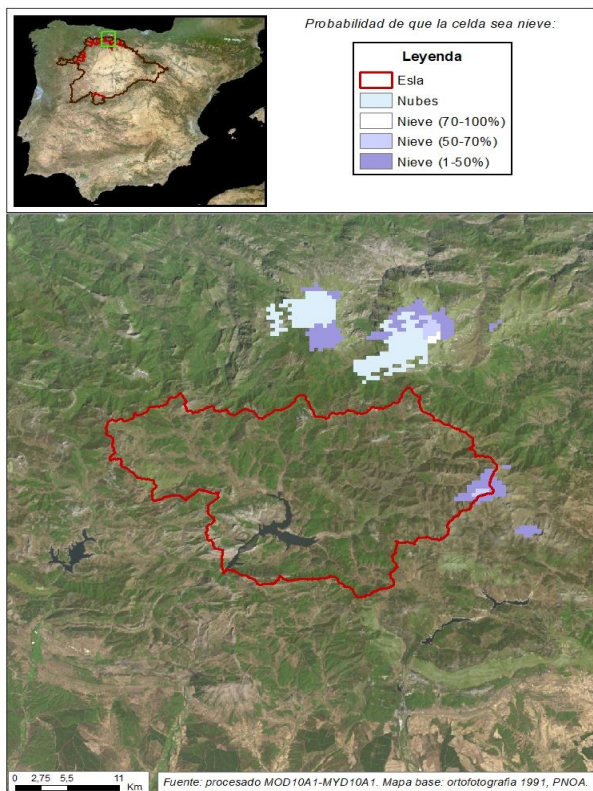 Probabilidad de que la celda sea nieve:
Leyenda
Esla
Nubes
Nieve (70-100%)
Nieve (50-70%)
Nieve (1-50%)
0 2,75 5,5 11
Km
Fuente: procesado MOD10A1-MYD10A1. Mapa base: ortofotografia 1991, PNOA.